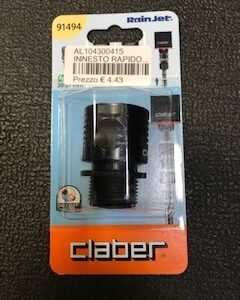 91494
RainJet®
AL104300415
INNESTO RAPIDO...
Prezzo € 4.43
claber®